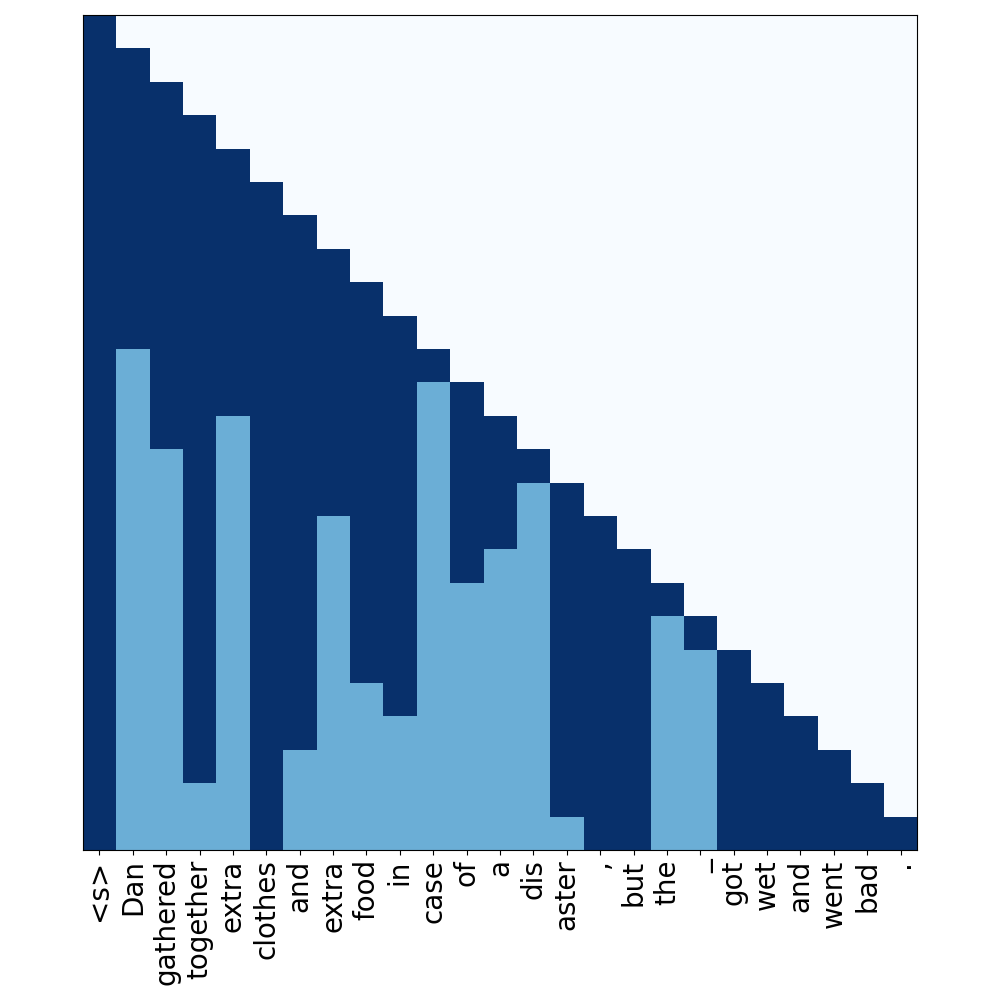 <s>
Dan
gathered
together
extra
clothes
and
extra
food
in
case
of
a
dis
aster
,
but
the
_
got
wet
and
went
bad
.